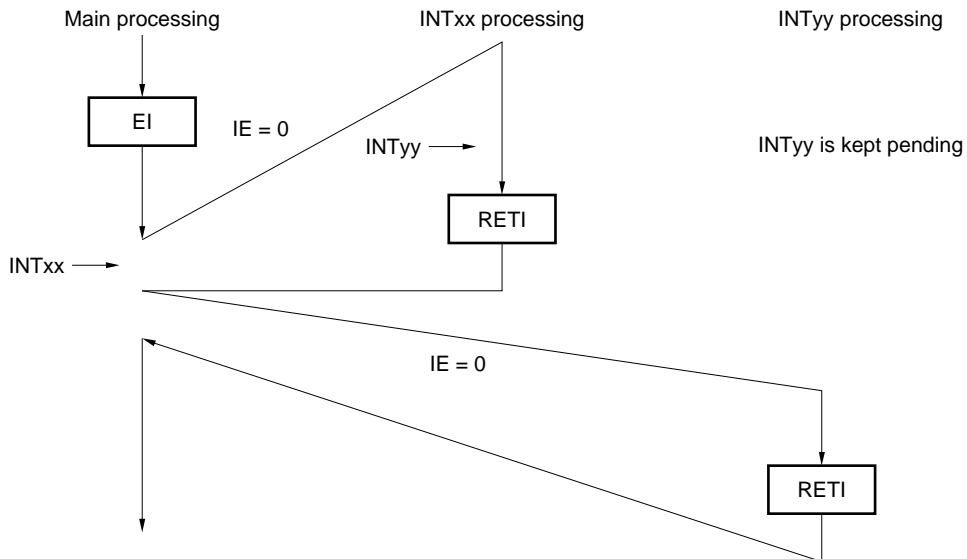 Main processing
INTxx processing
INTyy processing
EI
IE = 0
INTyy
INTyy is kept pending
RETI
INTxx
IE = 0
RETI